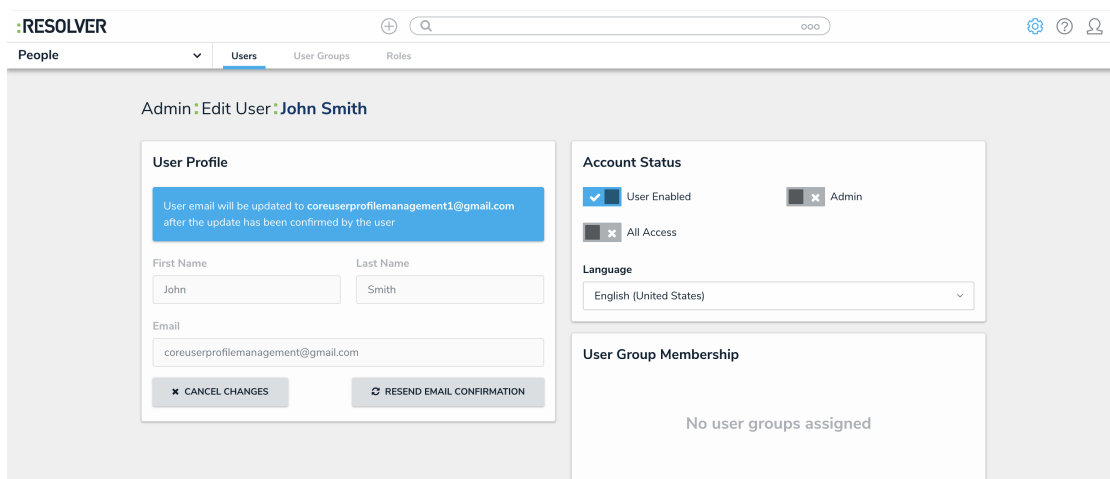 :RESOLVER
ooo
People
Users
User Groups
Roles
Admin:Edit User:John Smith
User Profile
User email will be updated to coreuserprofilemanagement1@gmail.com
after the update has been confirmed by the user
First Name
Last Name
John
Smith
Email
coreuserprofilemanagement@gmail.com
CANCEL CHANGES
RESEND EMAIL CONFIRMATION
Account Status
User Enabled
Admin
All Access
Language
English (United States)
User Group Membership
No user groups assigned